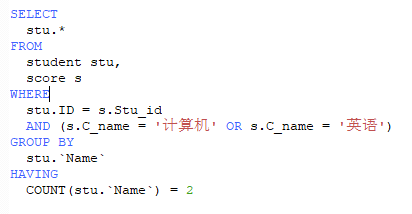 SELECT
stu.*
FROM
student stu,
score s
WHERE
stu.ID = s.Stu_id
AND (s.C_name = '计算机' OR s.C_name = '英语')
GROUP BY
stu.`Name`
HAVING
COUNT(stu.`Name`) = 2